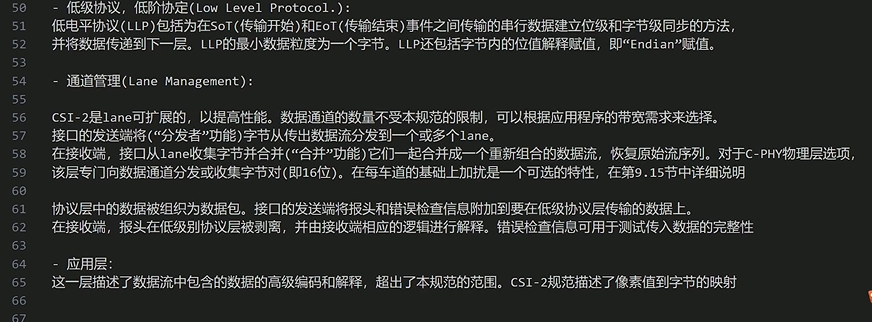 50 - 低级协议，低阶协定(Low Level Protocol.):
51 低电平协议(LLP)包括为在SoT(传输开始)和EoT(传输结束)事件之间传输的串行数据建立位级和字节级同步的方法，
52 并将数据传递到下一层。LLP的最小数据粒度为一个字节。LLP还包括字节内的位值解释赋值，即“Endian”赋值。
53
54 - 通道管理(Lane Management):
55
56 CSI-2是lane可扩展的，以提高性能。数据通道的数量不受本规范的限制，可以根据应用程序的带宽需求来选择。
57 接口的发送端将(“分发者”功能)字节从传出数据流分发到一个或多个lane。
58 在接收端，接口从lane收集字节并合并(“合并”功能)它们一起合并成一个重新组合的数据流，恢复原始流序列。对于C-PHY物理层选项，
59 该层专门向数据通道分发或收集字节对(即16位)。在每车道的基础上加扰是一个可选的特性，在第9.15节中详细说明
60
61 协议层中的数据被组织为数据包。接口的发送端将报头和错误检查信息附加到要在低级协议层传输的数据上。
62 在接收端，报头在低级别协议层被剥离，并由接收端相应的逻辑进行解释。错误检查信息可用于测试传入数据的完整性
63
64 - 应用层：
65 这一层描述了数据流中包含的数据的高级编码和解释，超出了本规范的范围。CSI-2规范描述了像素值到字节的映射
66
67